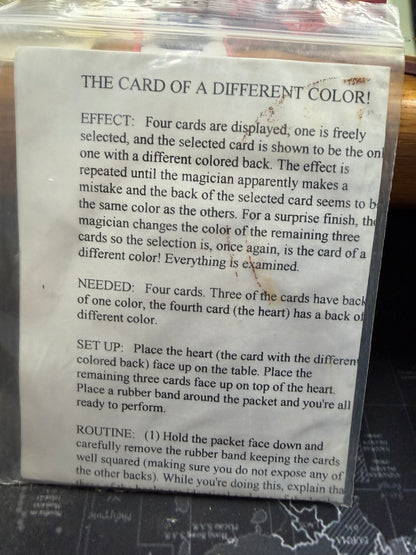 THE CARD OF A DIFFERENT COLOR!
EFFECT: Four cards are displayed, one is freely
selected, and the selected card is shown to be the onl
one with a different colored back. The effect is
repeated until the magician apparently makes a
mistake and the back of the selected card seems to b
the same color as the others. For a surprise finish, the
magician changes the color of the remaining three
cards so the selection is, once again, is the card of a
different color! Everything is examined.
NEEDED: Four cards. Three of the cards have back
of one color, the fourth card (the heart) has a back of
different color.
SET UP: Place the heart (the card with the different
colored back) face up on the table. Place the
remaining three cards face up on top of the heart.
Place a rubber band around the packet and you're all
ready to perform.
ROUTINE: (1) Hold the packet face down and
carefully remove the rubber band keeping the cards
well squared (making sure you do not expose any of
the other backs). While you're doing this, explain tha